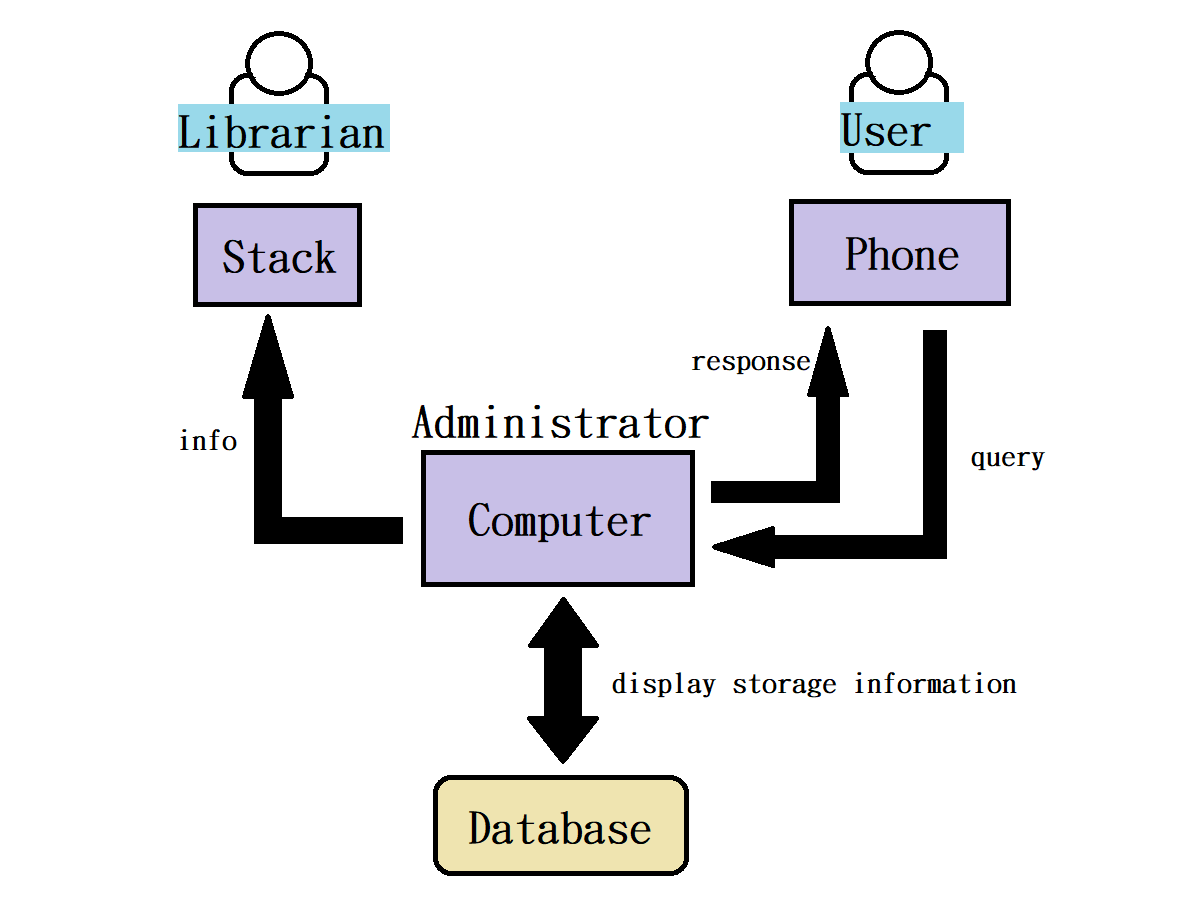 Librarian
User
Stack
Phone
response
Administrator
info
query
Computer
display storage information
Database